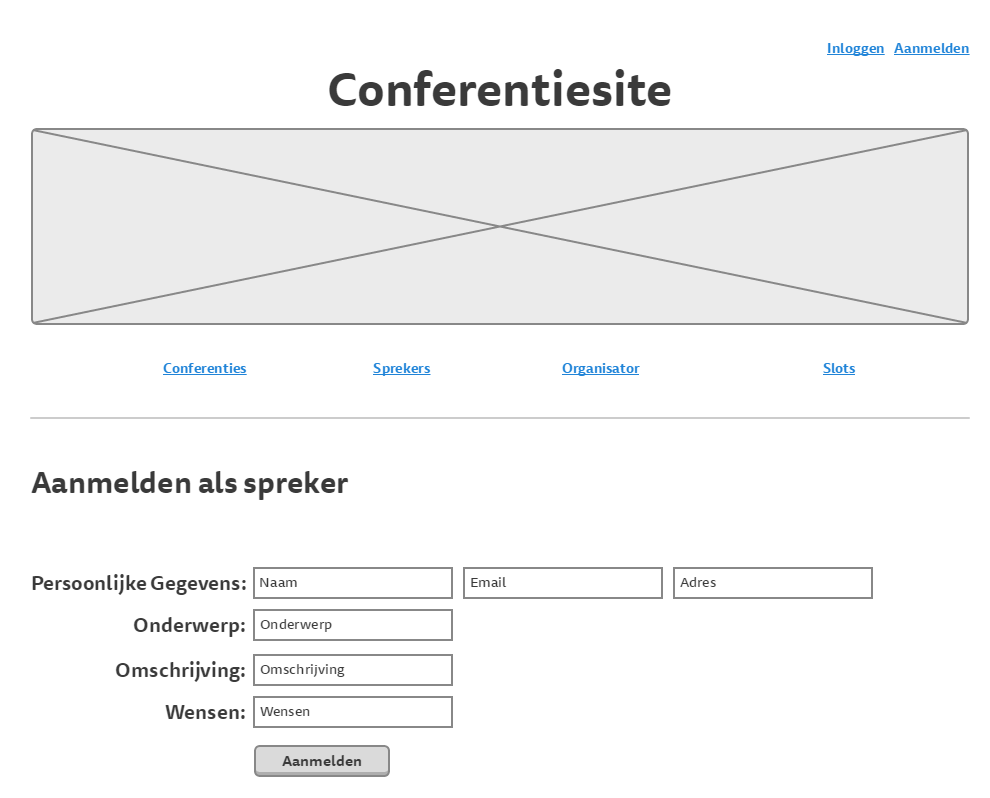 Inloggen Aanmelden
Conferentiesite
Conferenties Sprekers Organisator Slots
Aanmelden als spreker
Persoonlijke Gegevens: Naam Email Adres
Onderwerp: Onderwerp
Omschrijving: Omschrijving
Wensen: Wensen
Aanmelden